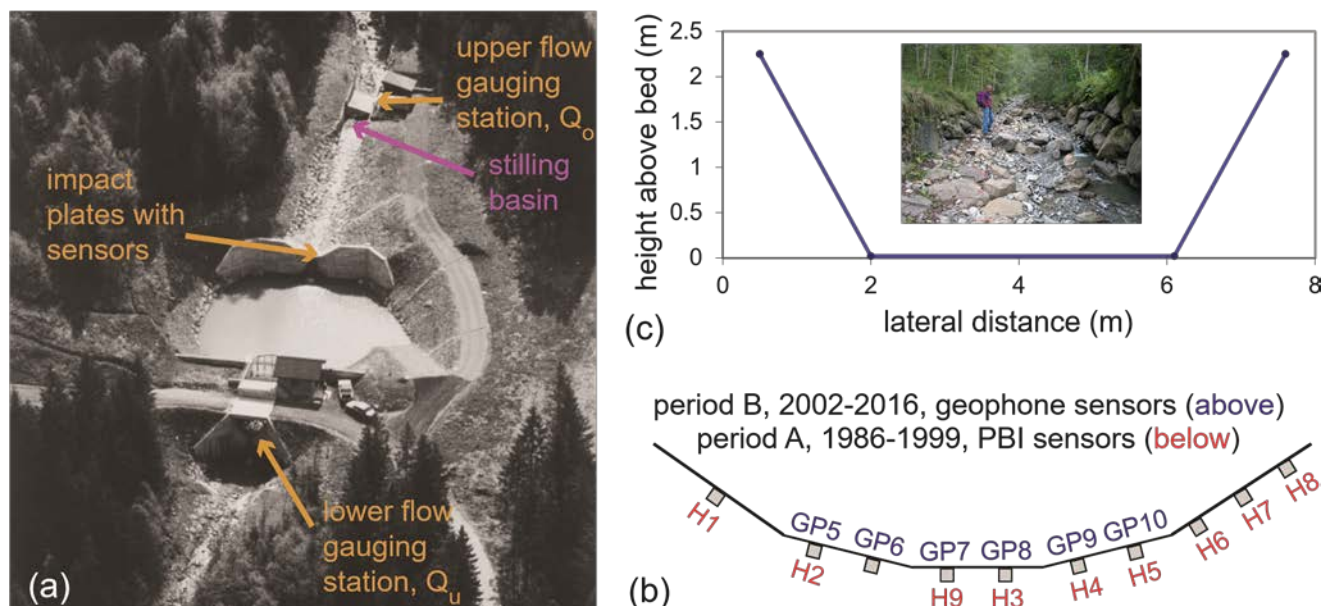 upper flow
gauging
station, Qo
stilling
basin
impact
plates with
sensors
lower flow
gauging
station, Qu
(a)
2.5
2
1.5
1
0.5
0
height above bed (m)
0 2 4 6 8
lateral distance (m)
(c)
period B, 2002-2016, geophone sensors (above)
period A, 1986-1999, PBI sensors (below)
GP5 GP6 GP7 GP8 GP9 GP10
H1 H2 H9 H3 H4 H5 H6 H7 H8
(b)